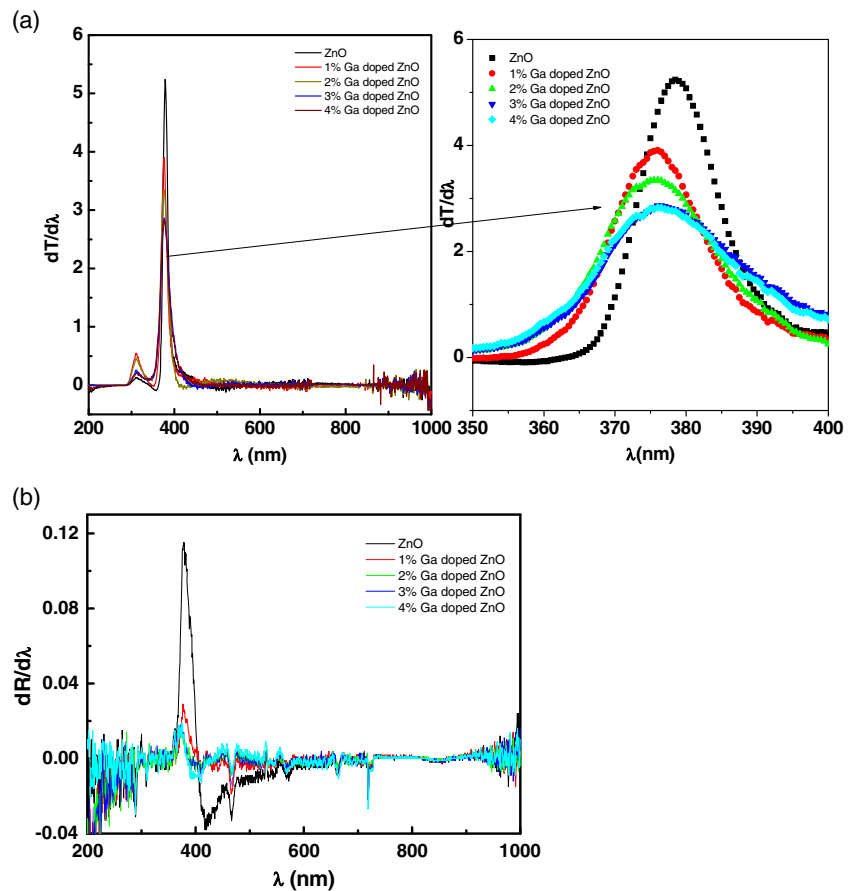 (a)
6
5
4
3
2
1
0
dT/dλ
200
400
600
800
1000
λ (nm)
ZnO
1% Ga doped ZnO
2% Ga doped ZnO
3% Ga doped ZnO
4% Ga doped ZnO
6
4
2
0
dT/dλ
350
360
370
380
390
400
λ(nm)
ZnO
1% Ga doped ZnO
2% Ga doped ZnO
3% Ga doped ZnO
4% Ga doped ZnO
(b)
0.12
0.08
0.04
0.00
-0.04
dR/dλ
200
400
600
800
1000
λ (nm)
ZnO
1% Ga doped ZnO
2% Ga doped ZnO
3% Ga doped ZnO
4% Ga doped ZnO